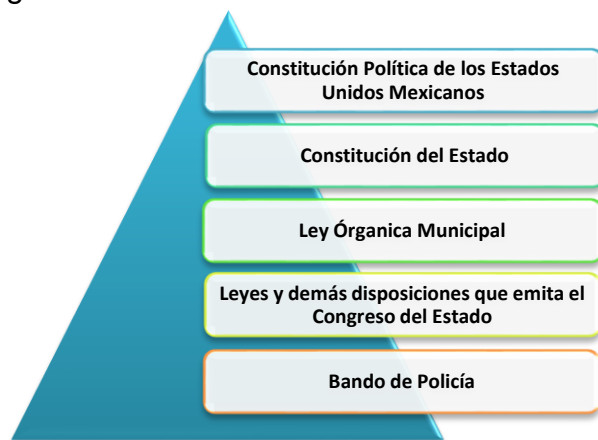 g
Constitución Política de los Estados
Unidos Mexicanos
Constitución del Estado
Ley Órganica Municipal
Leyes y demás disposiciones que emita el
Congreso del Estado
Bando de Policía